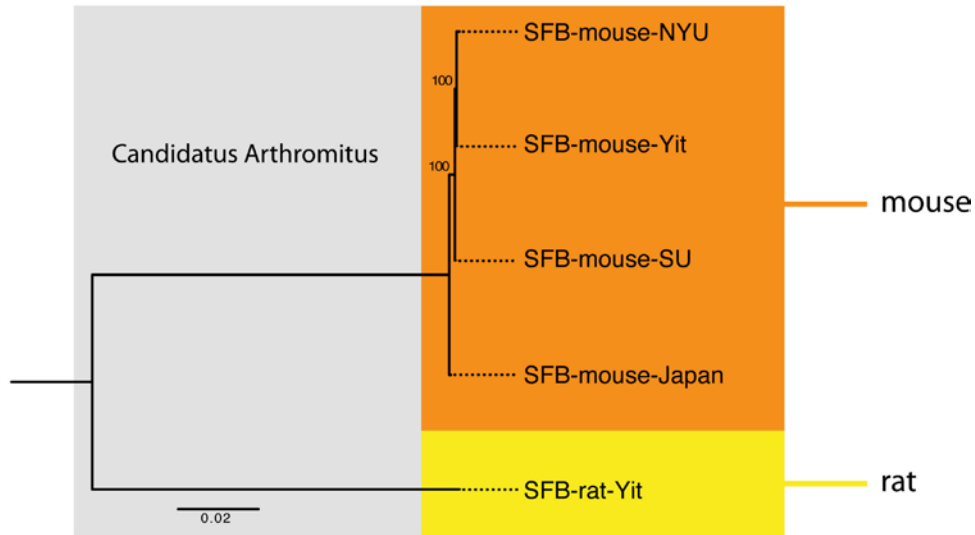 SFB-mouse-NYU
100
SFB-mouse-Yit
Candidatus Arthromitus
100
mouse
SFB-mouse-SU
SFB-mouse-Japan
rat
SFB-rat-Yit
0.02